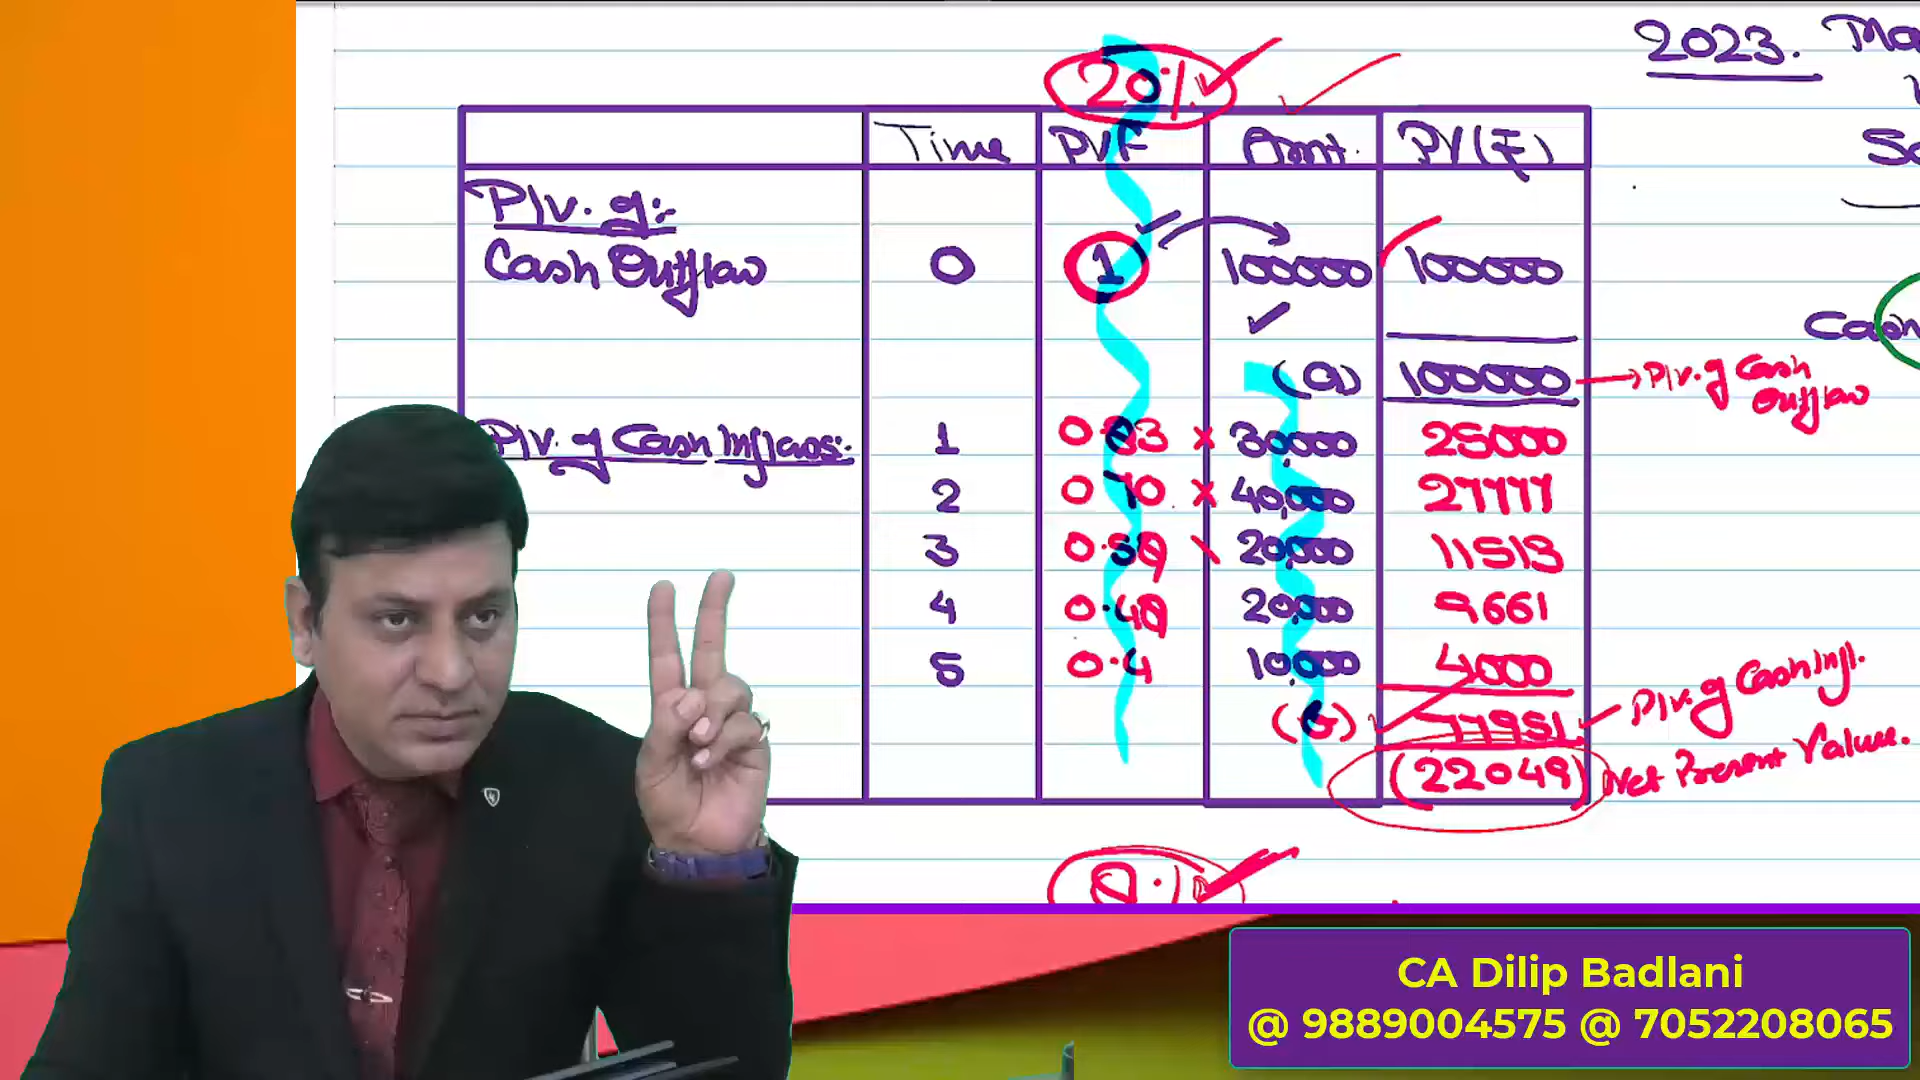 2023.
20%
Time PVF Amt. PV(₹)
P/v. of:-
Cash Outflow 0 1 100000 100000
Cash
(a) 100000 → P/v. of Cash Outflow
P/v. of Cash Inflows:- 1 0.83 × 30,000 25000
2 0.70 × 40,000 27777
3 0.59 \ 20,000 11513
4 0.48 20,000 9661
5 0.4 10,000 4000
(b) 77951 P/v. of Cash Infl.
(22049) Net Present Value.
CA Dilip Badlani
@ 9889004575 @ 7052208065